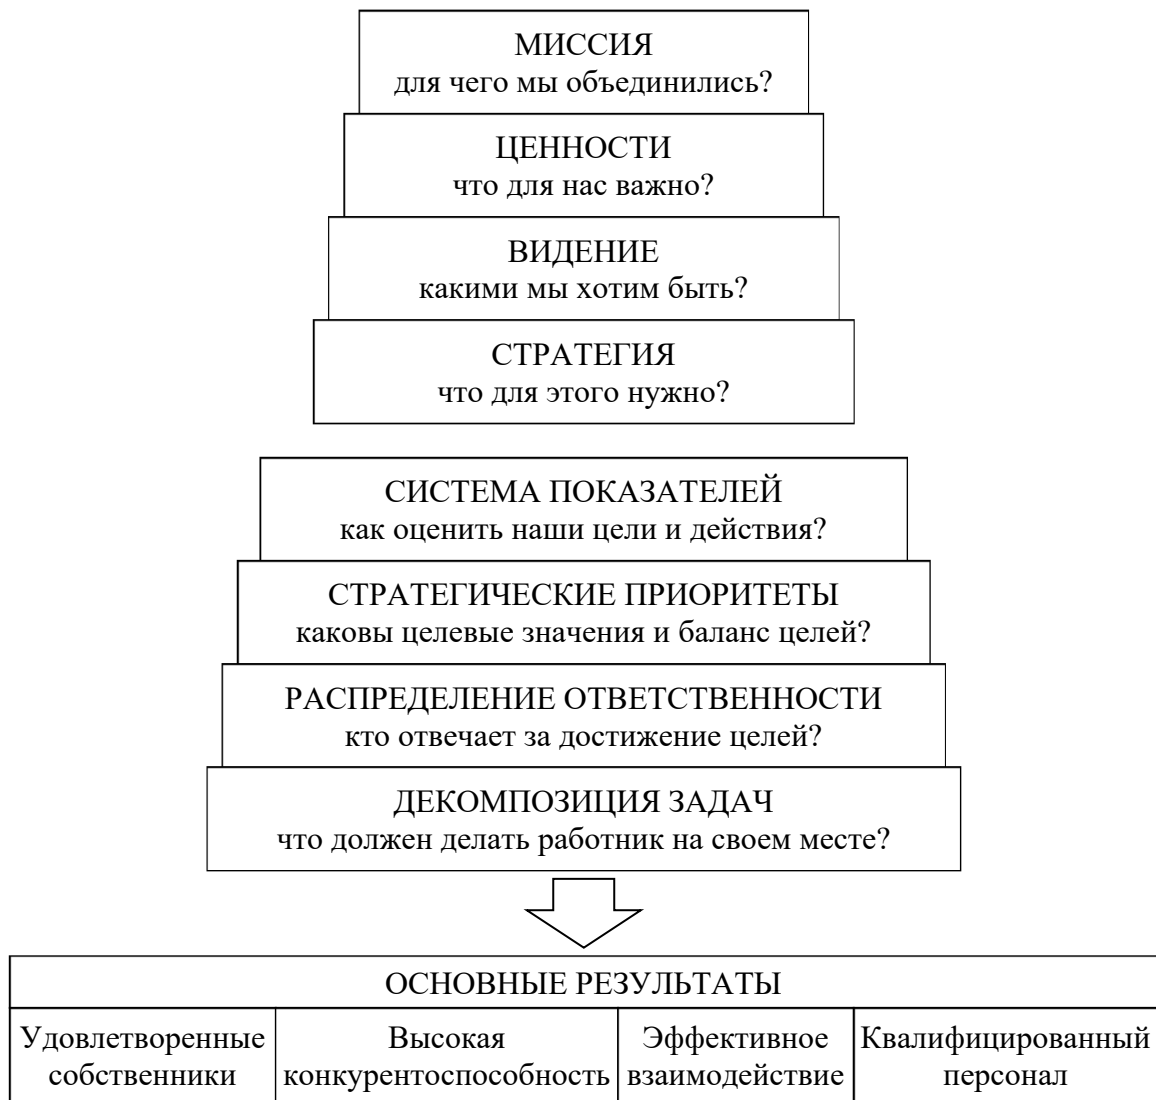 МИССИЯ
для чего мы объединились?
ЦЕННОСТИ
что для нас важно?
ВИДЕНИЕ
какими мы хотим быть?
СТРАТЕГИЯ
что для этого нужно?
СИСТЕМА ПОКАЗАТЕЛЕЙ
как оценить наши цели и действия?
СТРАТЕГИЧЕСКИЕ ПРИОРИТЕТЫ
каковы целевые значения и баланс целей?
РАСПРЕДЕЛЕНИЕ ОТВЕТСТВЕННОСТИ
кто отвечает за достижение целей?
ДЕКОМПОЗИЦИЯ ЗАДАЧ
что должен делать работник на своем месте?
ОСНОВНЫЕ РЕЗУЛЬТАТЫ
Удовлетворенные
собственники
Высокая
конкурентоспособность
Эффективное
взаимодействие
Квалифицированный
персонал